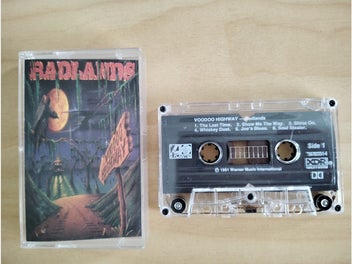 BADLANDS
VOODOO HIGHWAY — Badlands
1. The Last Time, 2. Show Me The Way, 3. Shine On,
4. Whiskey Dust, 5. Joe's Blues, 6. Soul Stealer.
Side 1
XDR
© 1991 Warner Music International